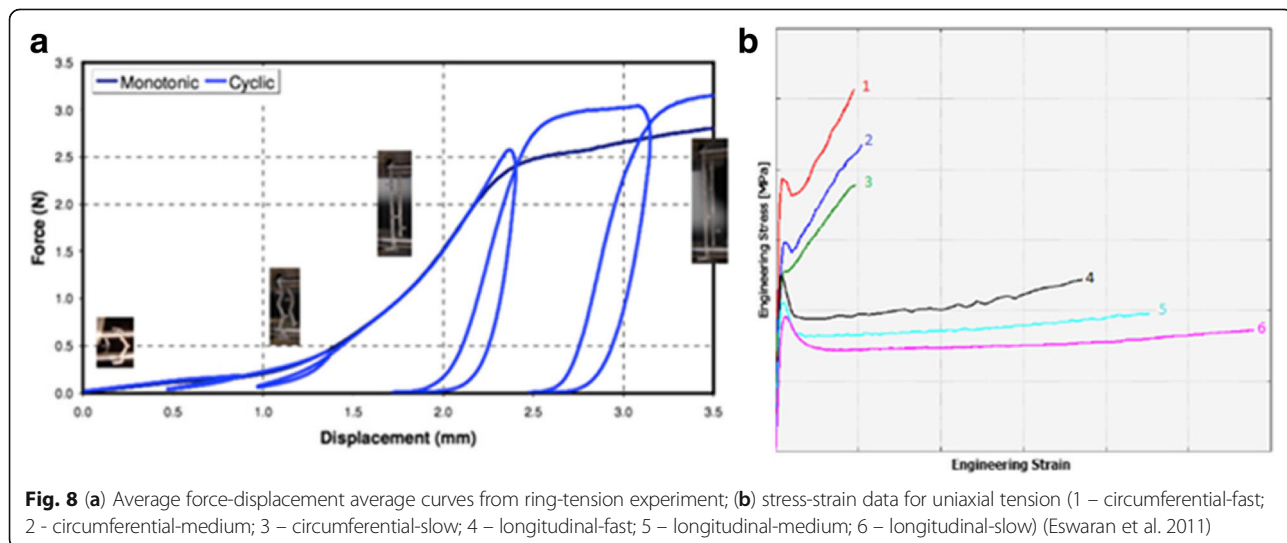 a
b
3.5
Monotonic Cyclic
3.0
2.5
2.0
1.5
1.0
0.5
0.0
0.0 0.5 1.0 1.5 2.0 2.5 3.0 3.5
Force (N)
Displacement (mm)
1
2
3
4
5
6
Engineering Stress [MPa]
Engineering Strain
Fig. 8 (a) Average force-displacement average curves from ring-tension experiment; (b) stress-strain data for uniaxial tension (1 – circumferential-fast;
2 - circumferential-medium; 3 – circumferential-slow; 4 – longitudinal-fast; 5 – longitudinal-medium; 6 – longitudinal-slow) (Eswaran et al. 2011)